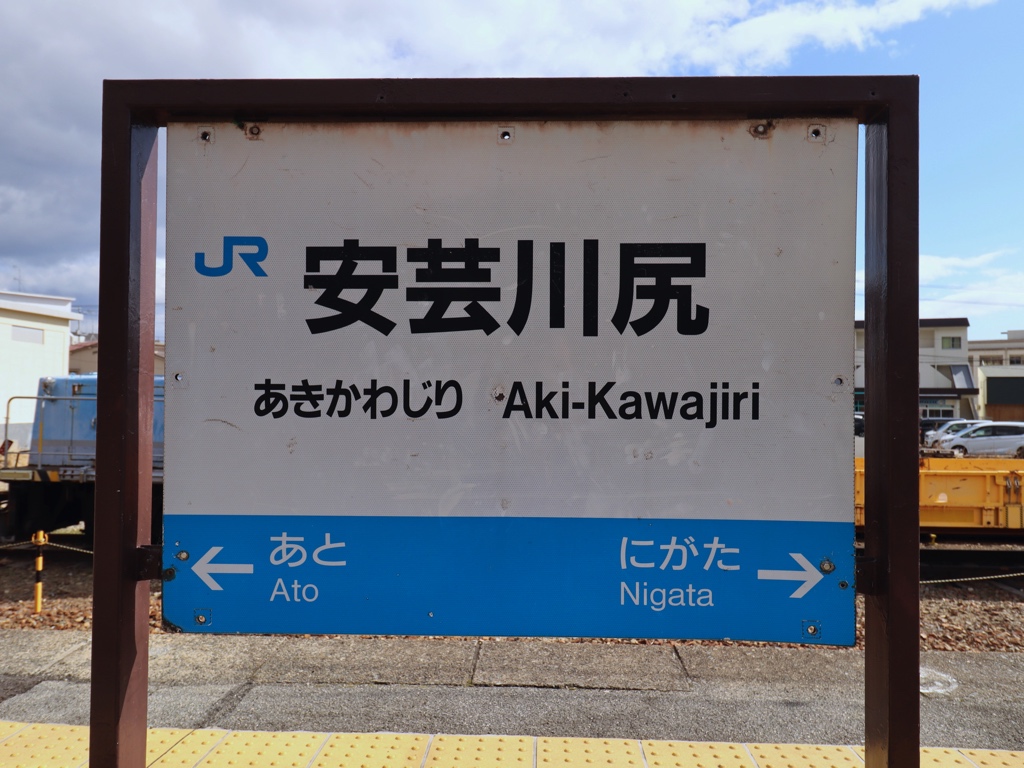 JR 安芸川尻
あきかわじり Aki-Kawajiri
← あと にがた →
Ato Nigata